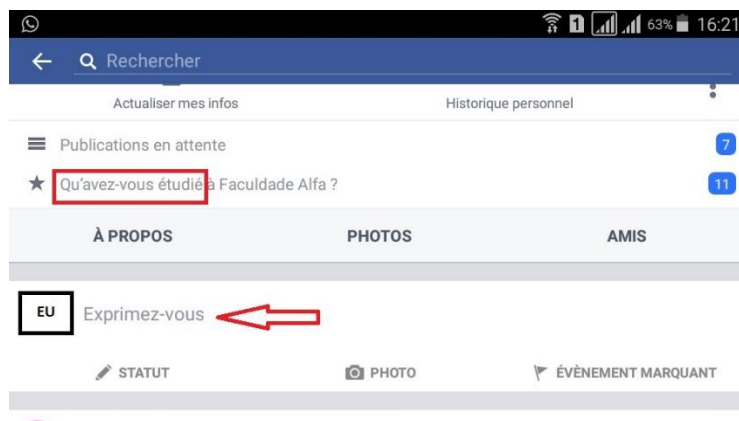 1 63% 16:21
Rechercher
Actualiser mes infos Historique personnel
Publications en attente 7
Qu'avez-vous étudié à Faculdade Alfa ? 11
À PROPOS PHOTOS AMIS
EU Exprimez-vous
STATUT PHOTO ÉVÈNEMENT MARQUANT